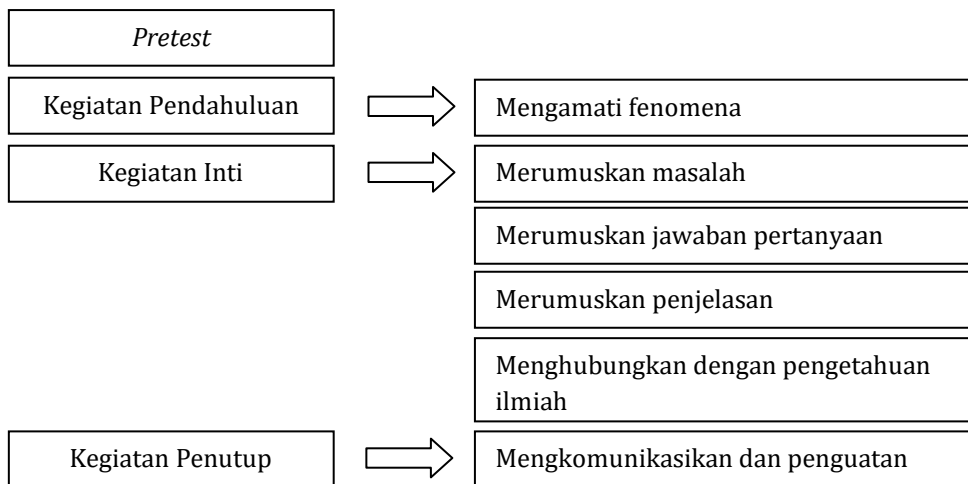 Pretest
Kegiatan Pendahuluan
Mengamati fenomena
Kegiatan Inti
Merumuskan masalah
Merumuskan jawaban pertanyaan
Merumuskan penjelasan
Menghubungkan dengan pengetahuan
ilmiah
Kegiatan Penutup
Mengkomunikasikan dan penguatan